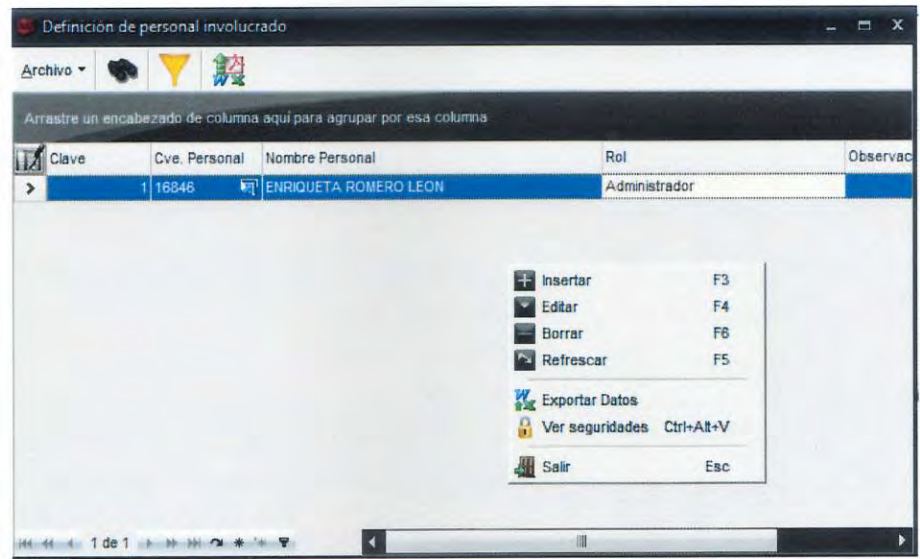 Definición de personal involucrado
Archivo
Arrastre un encabezado de columna aquí para agrupar por esa columna
Clave Cve. Personal Nombre Personal Rol Observac
1 16846 ENRIQUETA ROMERO LEON Administrador
Insertar F3
Editar F4
Borrar F6
Refrescar F5
Exportar Datos
Ver seguridades Ctrl+Alt+V
Salir Esc
1 de 1